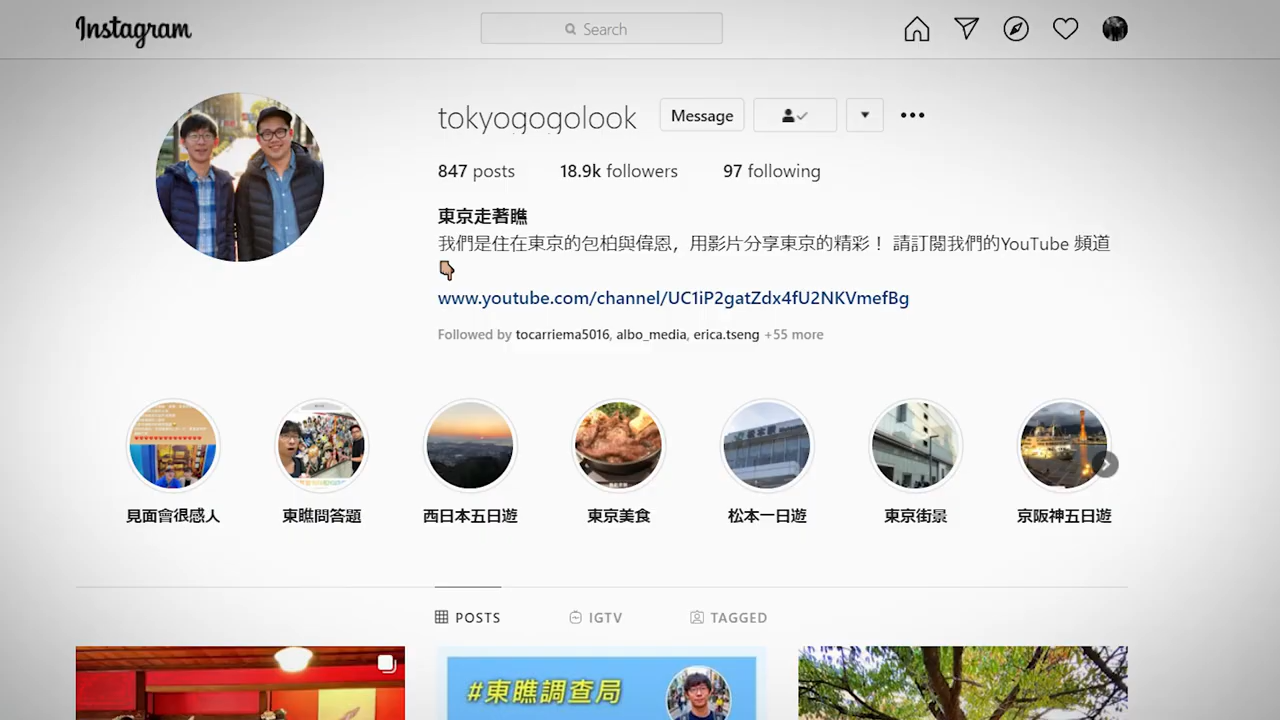 Instagram
Search
tokyogogolook
Message
847 posts
18.9k followers
97 following
東京走著瞧
我們是住在東京的包柏與偉恩，用影片分享東京的精彩！ 請訂閱我們的YouTube 頻道
👇🏽
www.youtube.com/channel/UC1iP2gatZdx4fU2NKVmefBg
Followed by tocarriema5016, albo_media, erica.tseng +55 more
見面會很感人
東瞧問答題
西日本五日遊
東京美食
松本一日遊
東京街景
京阪神五日遊
POSTS
IGTV
TAGGED
#東瞧調查局